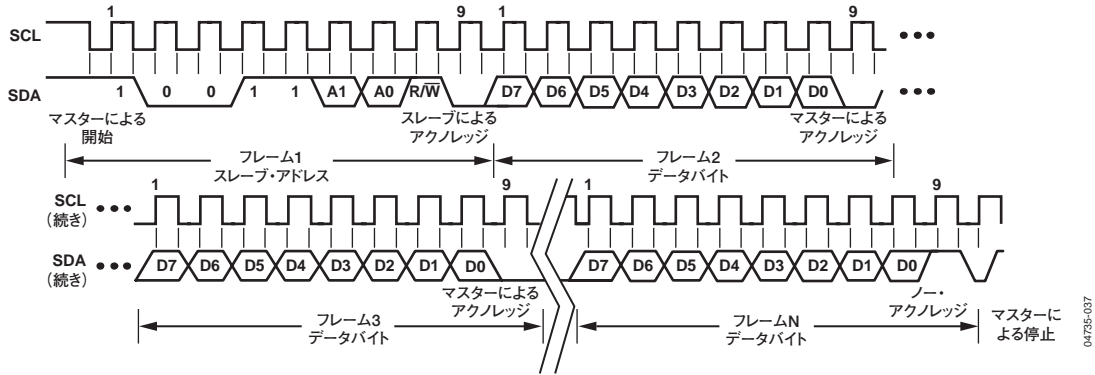 1 9 1 9
SCL
SDA
1 0 0 1 1 A1 A0 R/W̅ D7 D6 D5 D4 D3 D2 D1 D0
マスターによる
開始
スレーブによる
アクノレッジ
マスターによる
アクノレッジ
フレーム1
スレーブ・アドレス
フレーム2
データバイト
1 9 1 9
SCL
(続き)
SDA
(続き)
D7 D6 D5 D4 D3 D2 D1 D0 D7 D6 D5 D4 D3 D2 D1 D0
マスターによる
アクノレッジ
ノー・
アクノレッジ
マスターに
よる停止
フレーム3
データバイト
フレームN
データバイト
04735-037